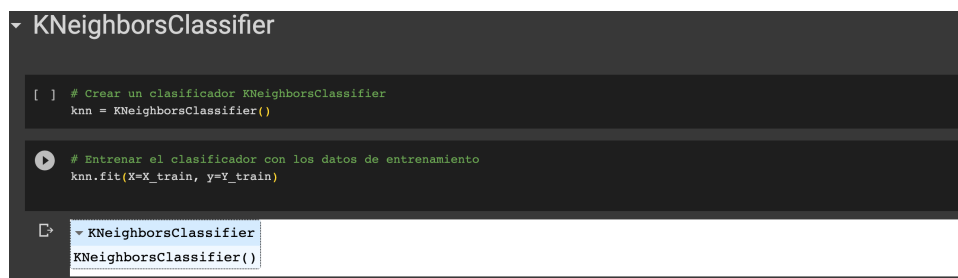 KNeighborsClassifier
[ ] # Crear un clasificador KNeighborsClassifier
knn = KNeighborsClassifier()
# Entrenar el clasificador con los datos de entrenamiento
knn.fit(X=X_train, y=Y_train)
KNeighborsClassifier
KNeighborsClassifier()